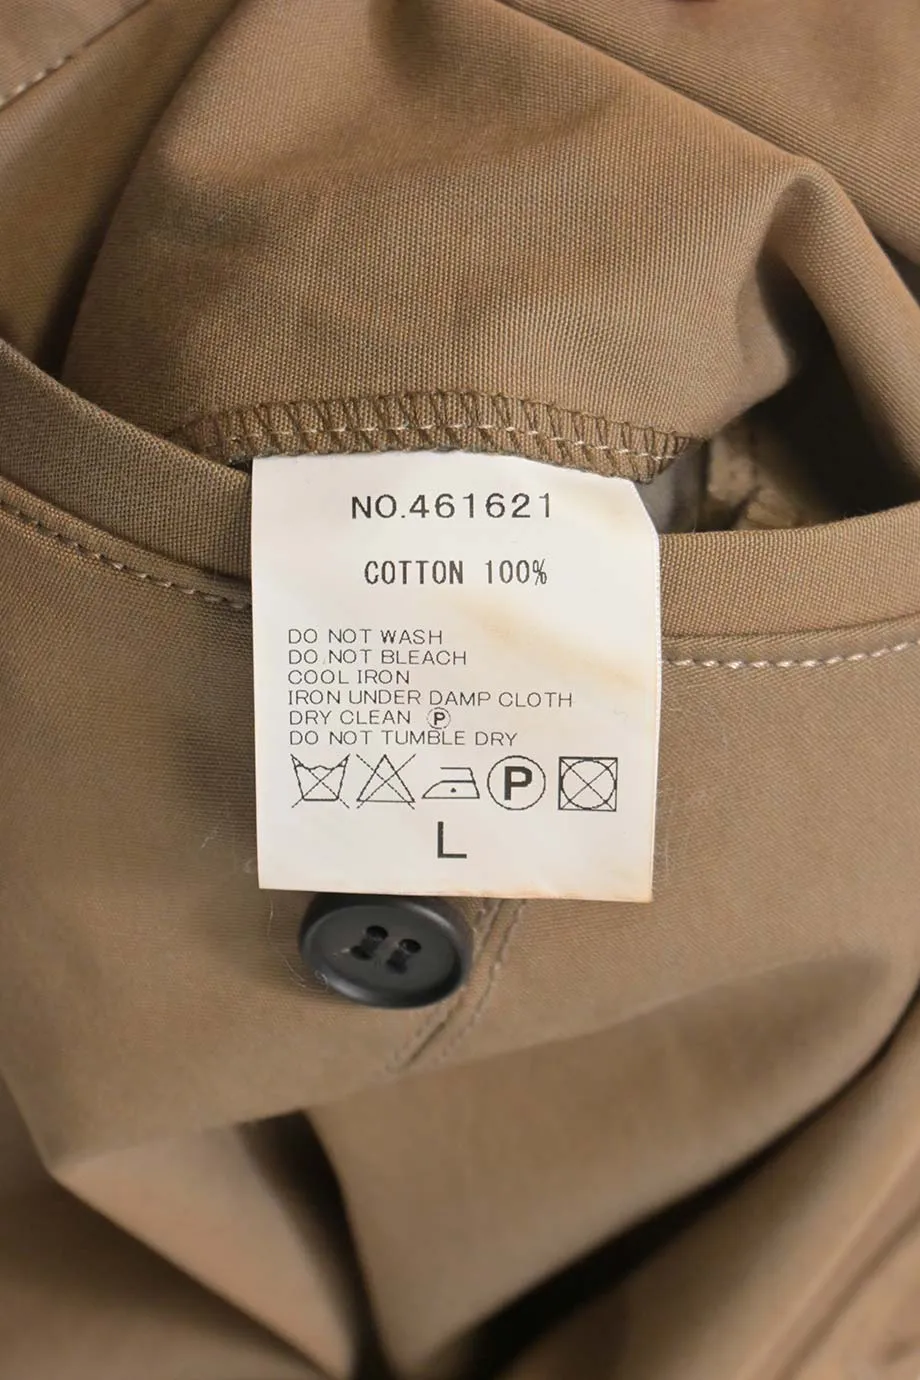 NO.461621
COTTON 100%
DO NOT WASH
DO NOT BLEACH
COOL IRON
IRON UNDER DAMP CLOTH
DRY CLEAN Ⓟ
DO NOT TUMBLE DRY
P
L